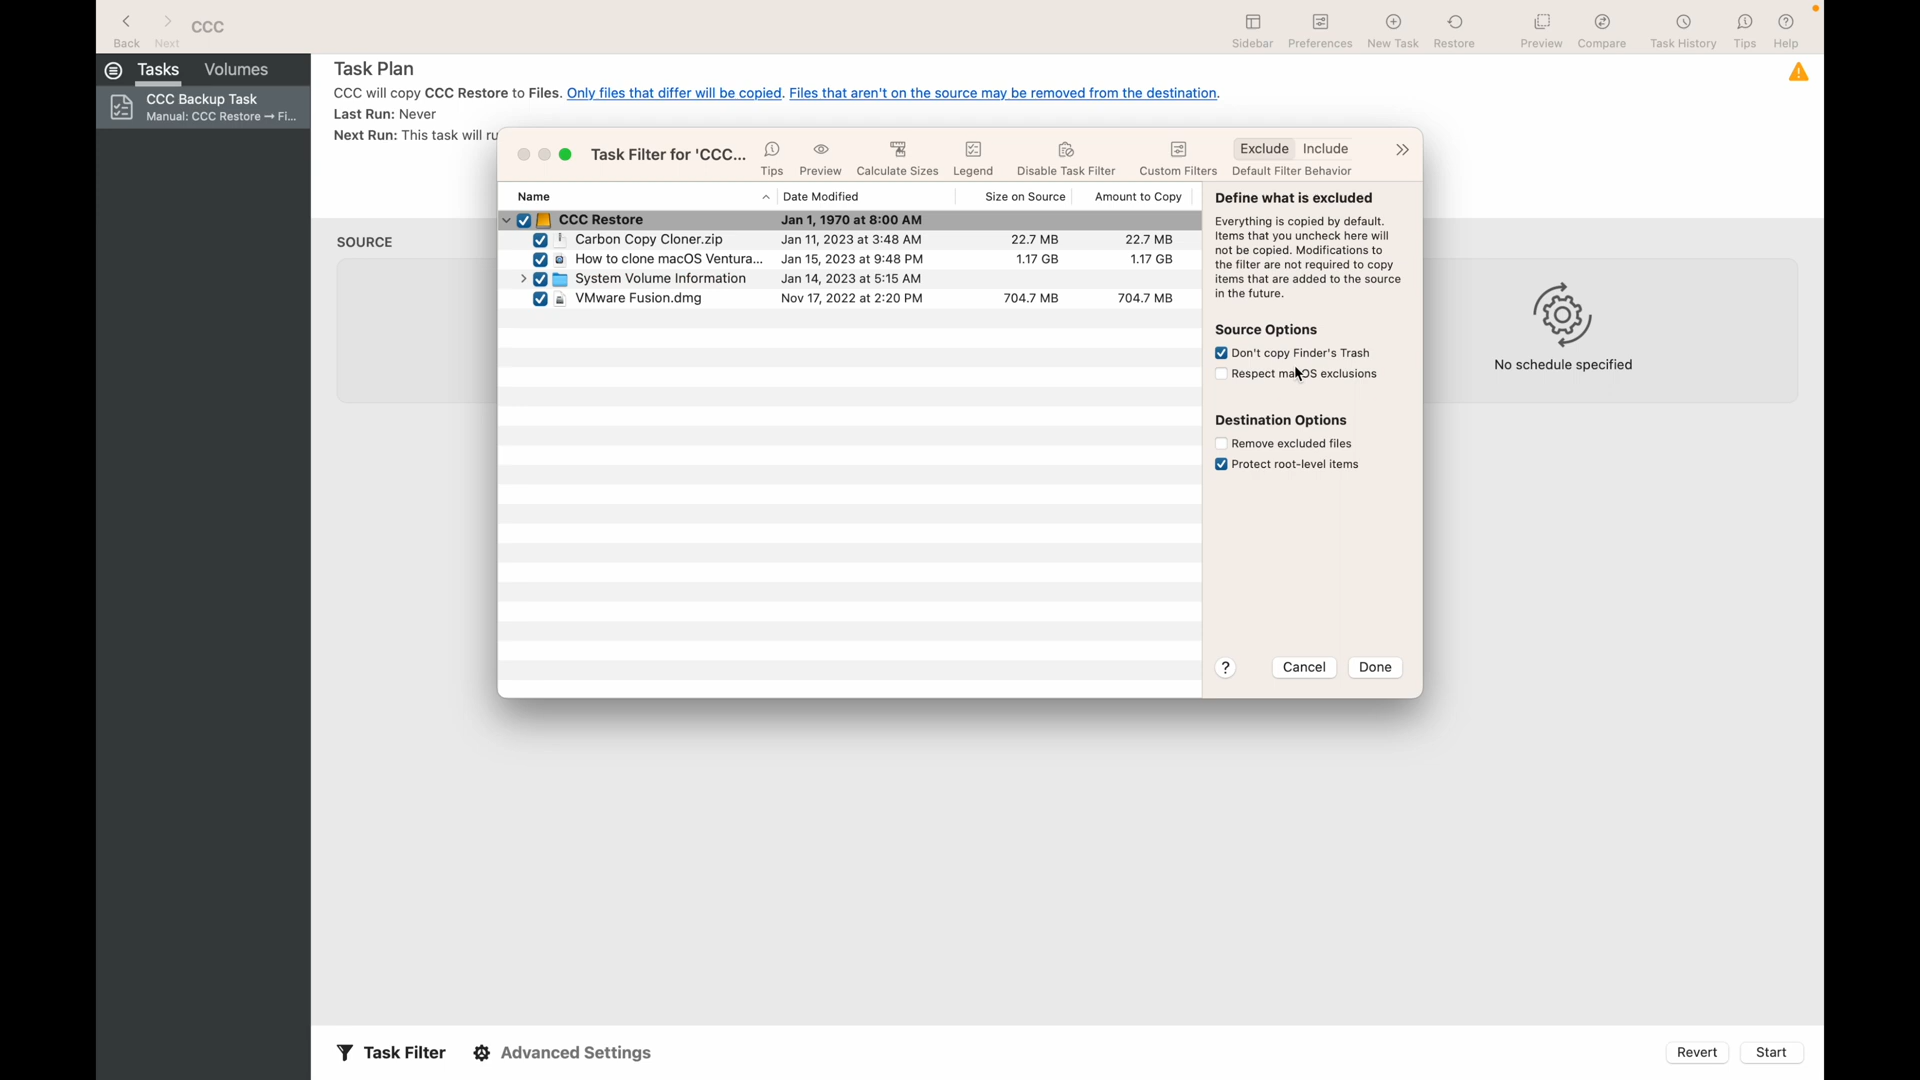 CCC
Back
Next
Sidebar
Preferences
New Task
Restore
Preview
Compare
Task History
Tips
Help
Tasks
Volumes
CCC Backup Task
Manual: CCC Restore → Fi...
Task Plan
CCC will copy CCC Restore to Files. Only files that differ will be copied. Files that aren't on the source may be removed from the destination.
Last Run: Never
Next Run: This task will ru
SOURCE
No schedule specified
Task Filter for 'CCC...
Tips
Preview
Calculate Sizes
Legend
Disable Task Filter
Custom Filters
Exclude Include
Default Filter Behavior
Name Date Modified Size on Source Amount to Copy
CCC Restore Jan 1, 1970 at 8:00 AM
Carbon Copy Cloner.zip Jan 11, 2023 at 3:48 AM 22.7 MB 22.7 MB
How to clone macOS Ventura... Jan 15, 2023 at 9:48 PM 1.17 GB 1.17 GB
System Volume Information Jan 14, 2023 at 5:15 AM
VMware Fusion.dmg Nov 17, 2022 at 2:20 PM 704.7 MB 704.7 MB
Define what is excluded
Everything is copied by default.
Items that you uncheck here will
not be copied. Modifications to
the filter are not required to copy
items that are added to the source
in the future.
Source Options
Don't copy Finder's Trash
Respect macOS exclusions
Destination Options
Remove excluded files
Protect root-level items
?
Cancel
Done
Task Filter
Advanced Settings
Revert
Start